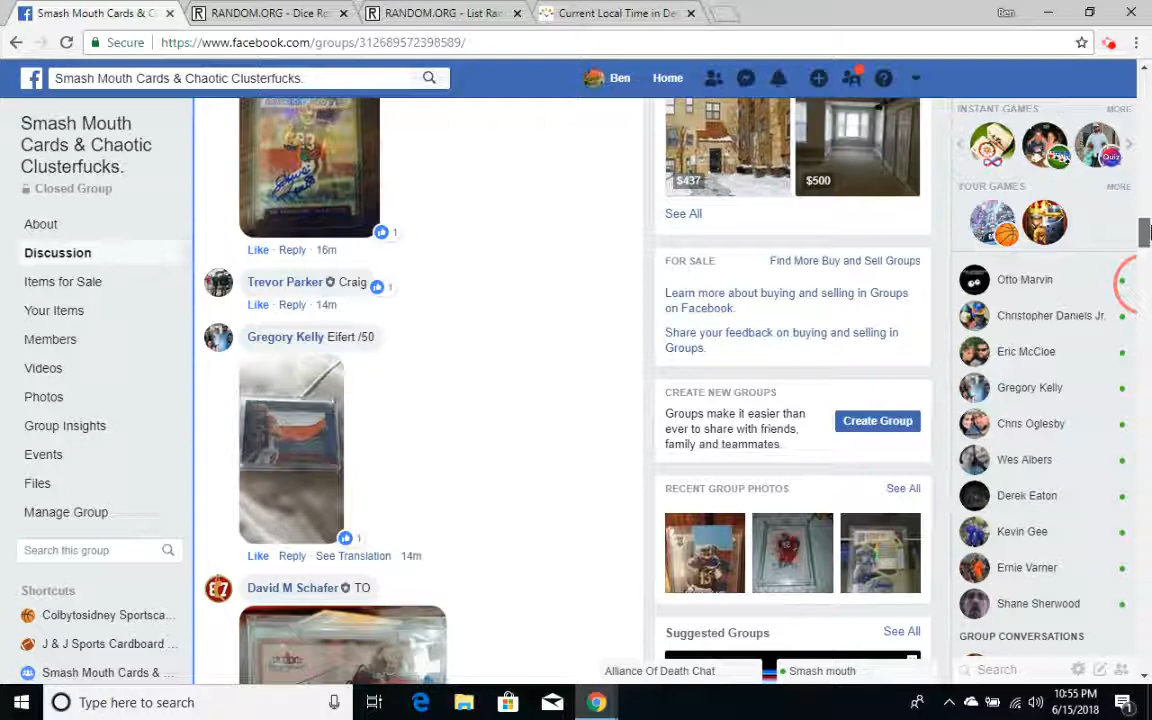 Smash Mouth Cards & C
RANDOM.ORG - Dice Ro
RANDOM.ORG - List Ran
Current Local Time in De
Ben
Secure
https://www.facebook.com/groups/312689572398589/
Smash Mouth Cards & Chaotic Clusterfucks.
Ben
Home
Smash Mouth
Cards & Chaotic
Clusterfucks.
Closed Group
About
Discussion
Items for Sale
Your Items
Members
Videos
Photos
Group Insights
Events
Files
Manage Group
Search this group
Shortcuts
Colbytosidney Sportsca...
J & J Sports Cardboard ...
Smash Mouth Cards & ...
83
1
Like Reply 16m
Trevor Parker Craig
1
Like Reply 14m
Gregory Kelly Eifert /50
1
Like Reply See Translation 14m
87
David M Schafer TO
$437
$500
See All
FOR SALE
Find More Buy and Sell Groups
Learn more about buying and selling in Groups
on Facebook.
Share your feedback on buying and selling in
Groups.
CREATE NEW GROUPS
Groups make it easier than
ever to share with friends,
family and teammates.
Create Group
RECENT GROUP PHOTOS
See All
Suggested Groups
See All
Alliance Of Death Chat
Smash mouth
INSTANT GAMES
MORE
Quiz
YOUR GAMES
MORE
Otto Marvin
Christopher Daniels Jr.
Eric McCloe
Gregory Kelly
Chris Oglesby
Wes Albers
Derek Eaton
Kevin Gee
Ernie Varner
Shane Sherwood
GROUP CONVERSATIONS
Search
Type here to search
10:55 PM
6/15/2018
1